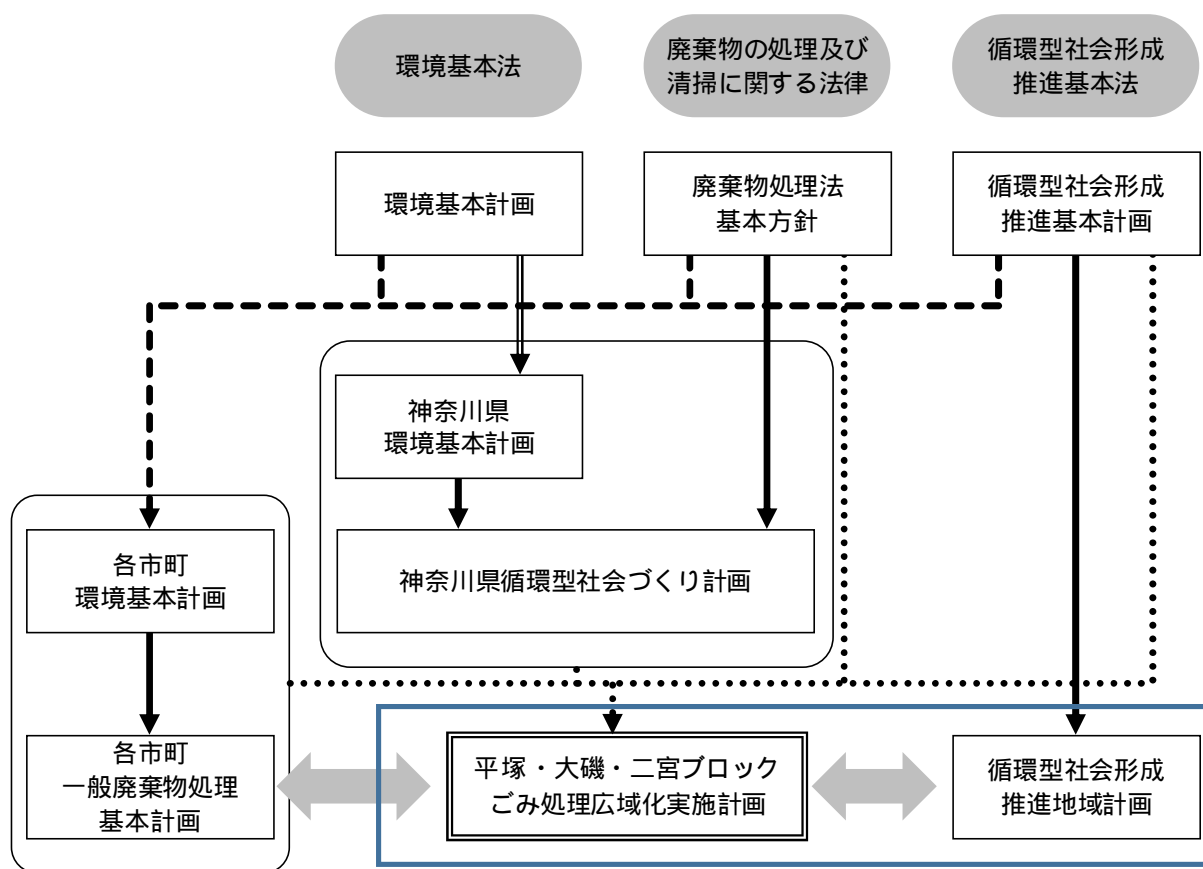 環境基本法
廃棄物の処理及び
清掃に関する法律
循環型社会形成
推進基本法
環境基本計画
廃棄物処理法
基本方針
循環型社会形成
推進基本計画
神奈川県
環境基本計画
各市町
環境基本計画
神奈川県循環型社会づくり計画
各市町
一般廃棄物処理
基本計画
平塚・大磯・二宮ブロック
ごみ処理広域化実施計画
循環型社会形成
推進地域計画